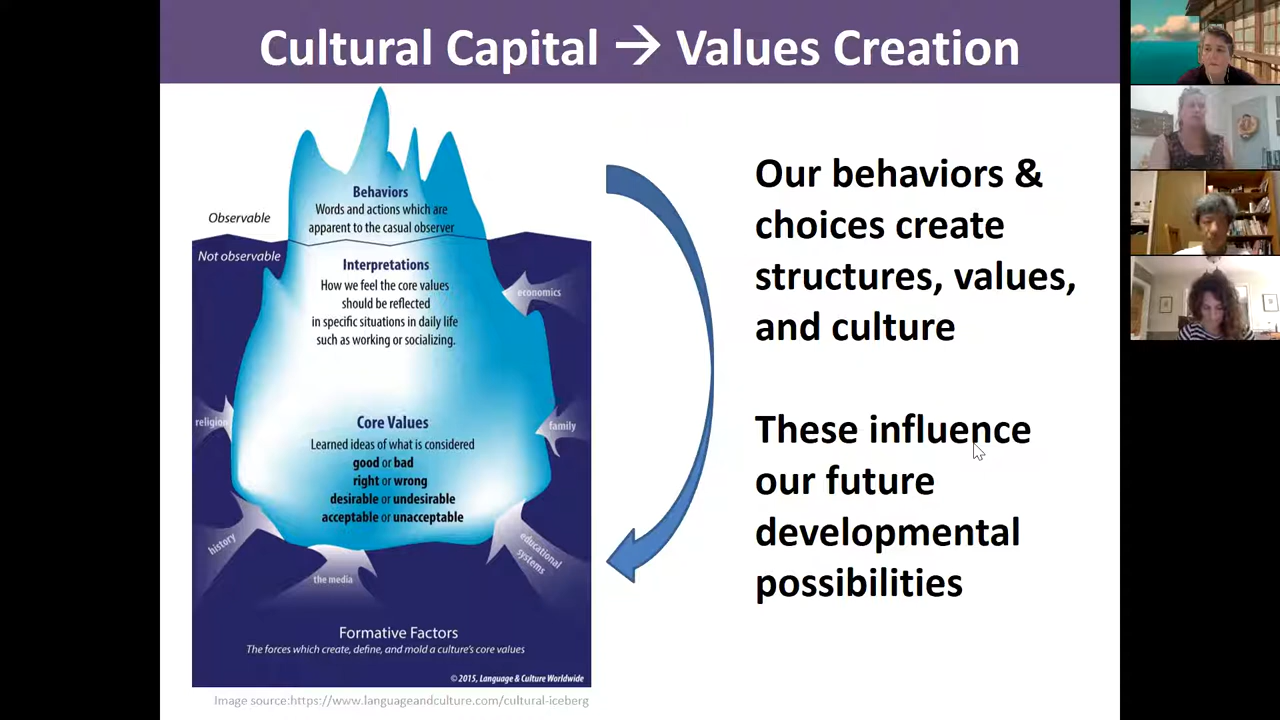 Cultural Capital → Values Creation
Behaviors
Words and actions which are
apparent to the casual observer
Observable
Not observable
Interpretations
How we feel the core values
should be reflected
in specific situations in daily life
such as working or socializing.
economics
religion
family
Core Values
Learned ideas of what is considered
good or bad
right or wrong
desirable or undesirable
acceptable or unacceptable
history
the media
educational
systems
Formative Factors
The forces which create, define, and mold a culture's core values
© 2015, Language & Culture Worldwide
Image source:https://www.languageandculture.com/cultural-iceberg
Our behaviors &
choices create
structures, values,
and culture
These influence
our future
developmental
possibilities